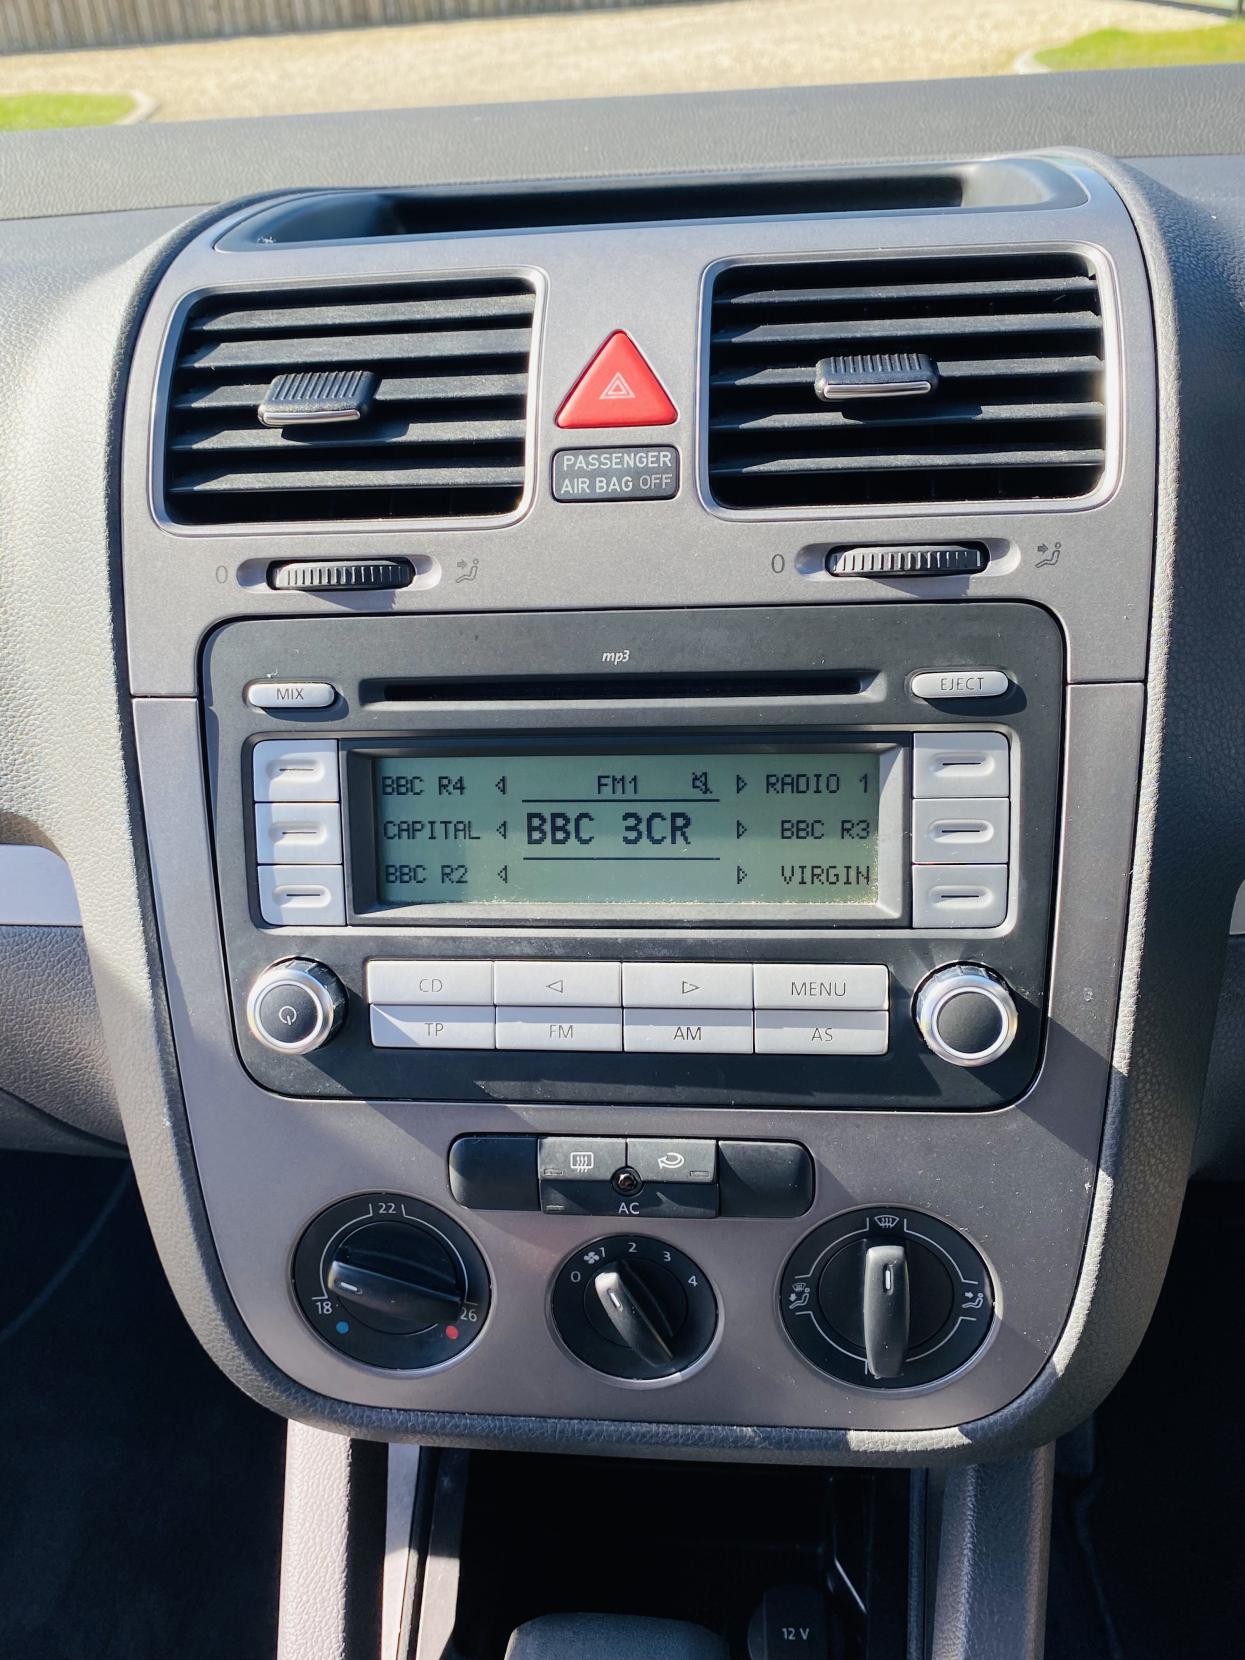 PASSENGER
AIR BAG OFF
0
0
mp3
MIX
EJECT
BBC R4 FM1 RADIO 1
CAPITAL BBC 3CR BBC R3
BBC R2 VIRGIN
CD MENU
TP FM AM AS
AC
22
18
26
0 1 2 3 4
12 V